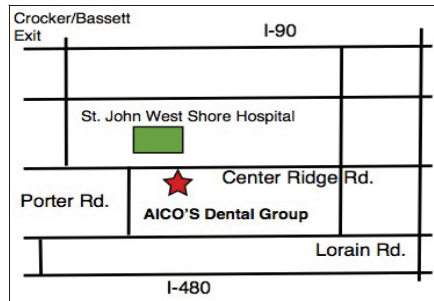 Crocker/Bassett
Exit
I-90
St. John West Shore Hospital
Center Ridge Rd.
Porter Rd.
AICO'S Dental Group
Lorain Rd.
I-480